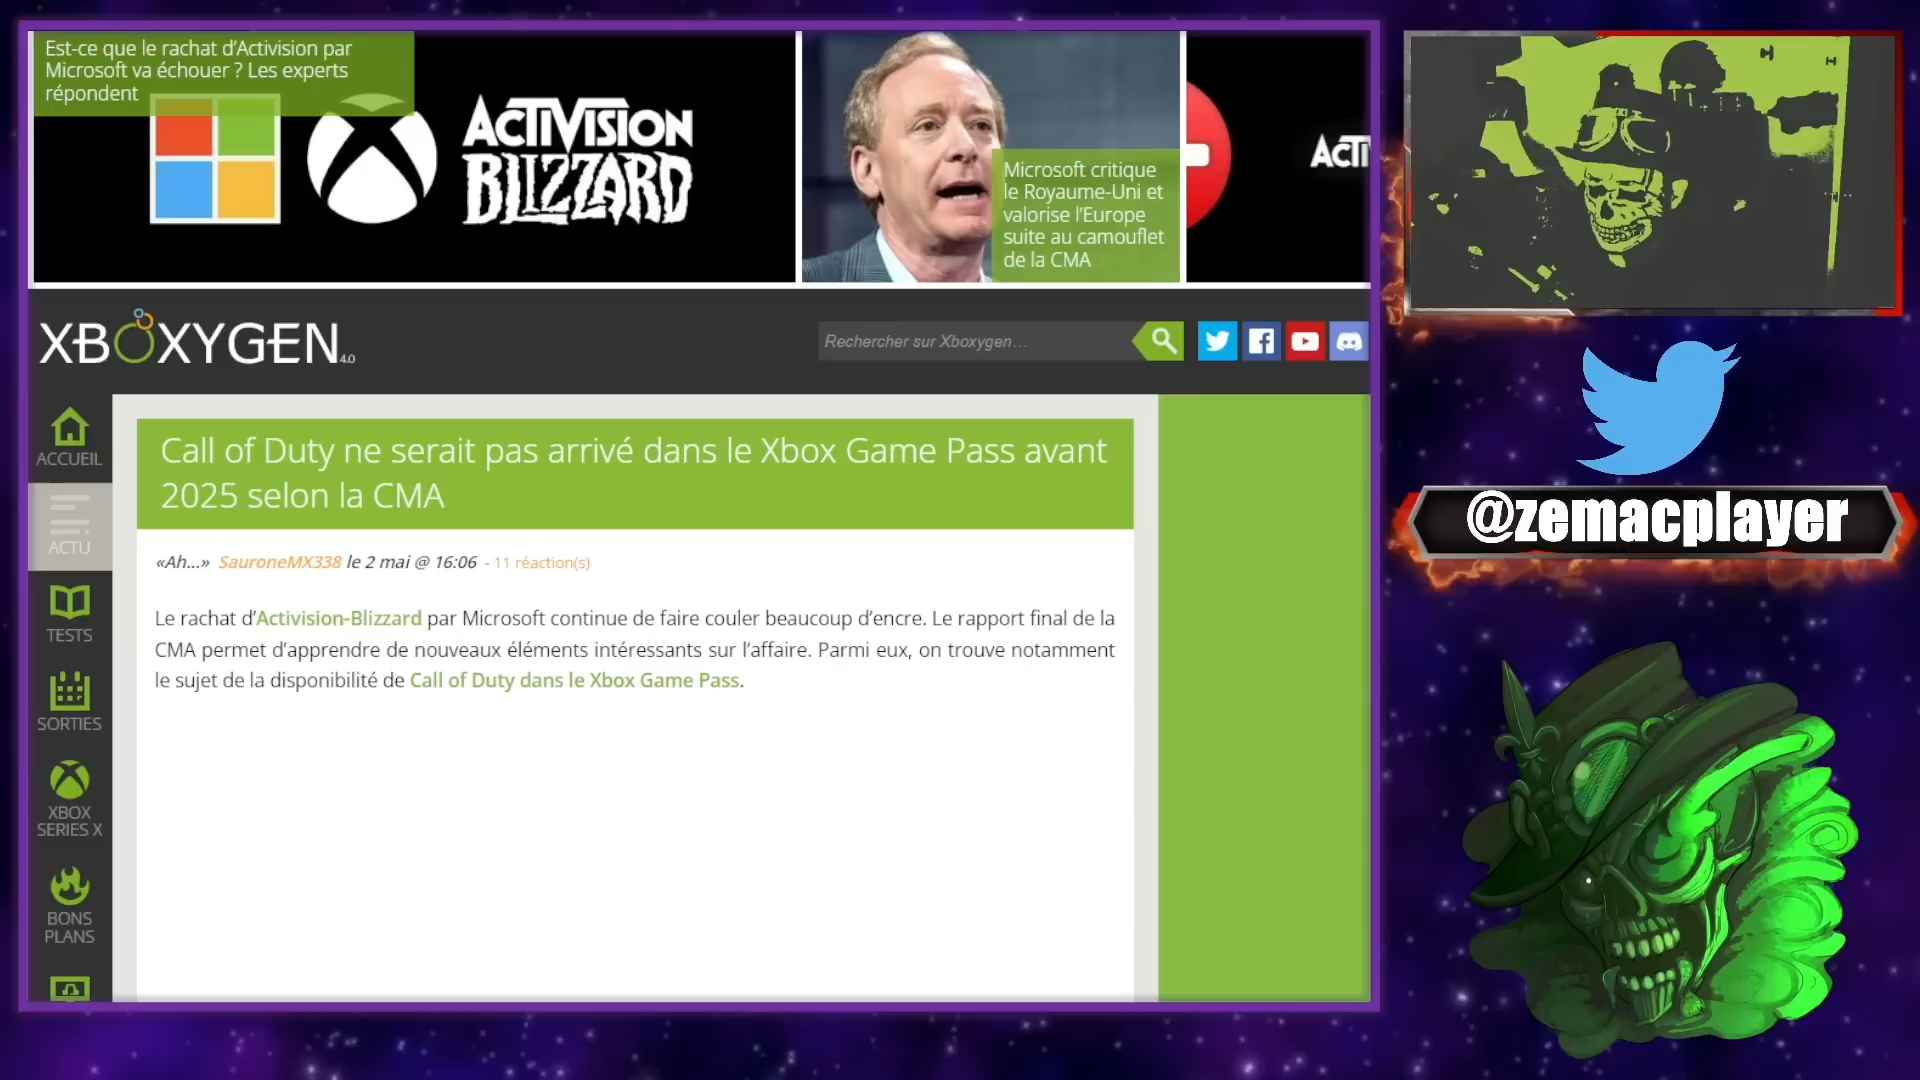 Est-ce que le rachat d'Activision par
Microsoft va échouer ? Les experts
répondent
ACTIVISION
BLIZZARD
Microsoft critique
le Royaume-Uni et
valorise l'Europe
suite au camouflet
de la CMA
ACTI
XBOXYGEN 4.0
Rechercher sur Xboxygen…
ACCUEIL
ACTU
TESTS
SORTIES
XBOX
SERIES X
BONS
PLANS
Call of Duty ne serait pas arrivé dans le Xbox Game Pass avant
2025 selon la CMA
«Ah...» SauroneMX338 le 2 mai @ 16:06 - 11 réaction(s)
Le rachat d'Activision-Blizzard par Microsoft continue de faire couler beaucoup d'encre. Le rapport final de la
CMA permet d'apprendre de nouveaux éléments intéressants sur l'affaire. Parmi eux, on trouve notamment
le sujet de la disponibilité de Call of Duty dans le Xbox Game Pass.
@zemacplayer